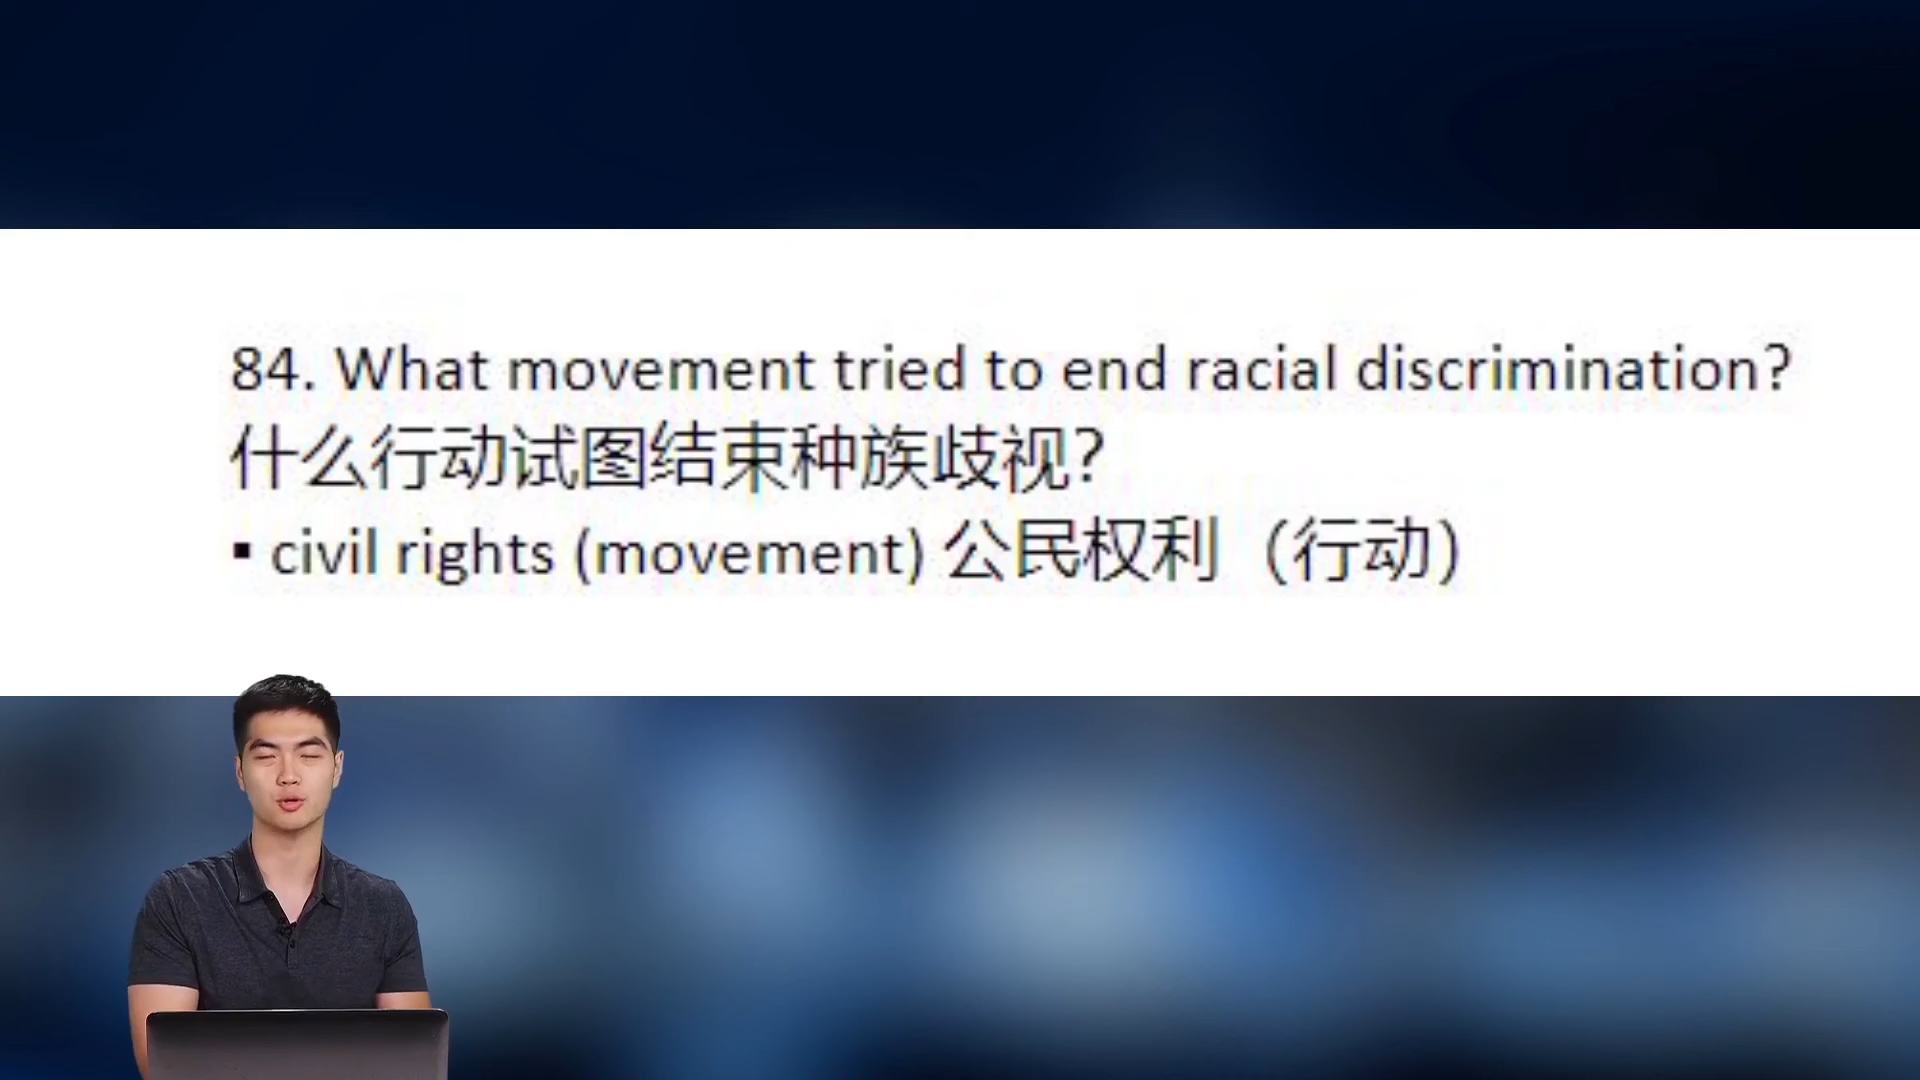 84. What movement tried to end racial discrimination?
什么行动试图结束种族歧视？
▪ civil rights (movement) 公民权利（行动）